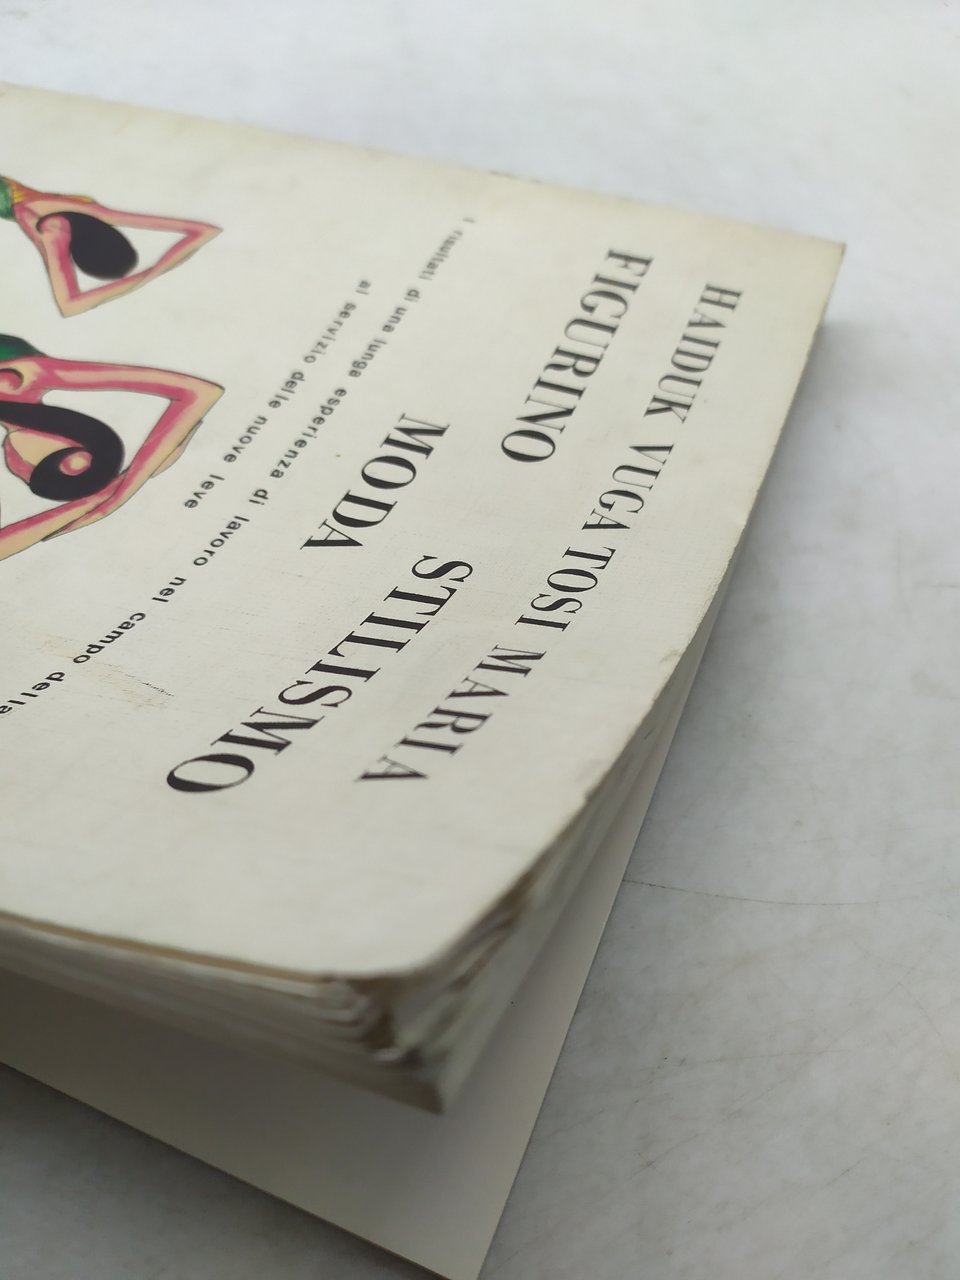 HAIDUK VUGA TOSI MARIA
FIGURINO
MODA
STILISMO
I risultati di una lunga esperienza di lavoro nel campo della
al servizio delle nuove leve